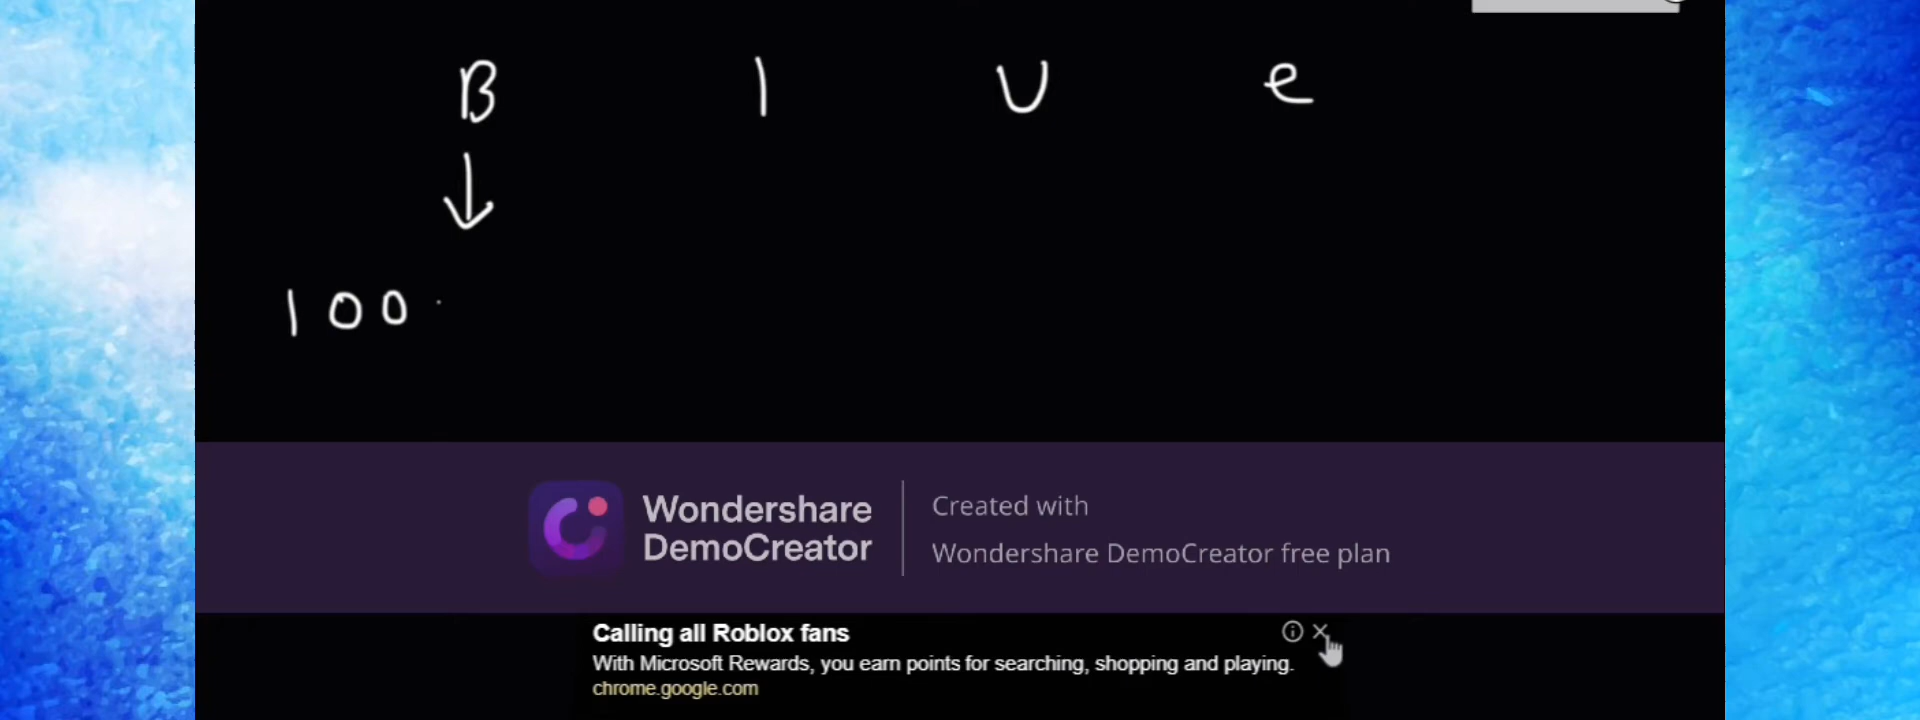 B l u e
100
Wondershare
DemoCreator
Created with
Wondershare DemoCreator free plan
Calling all Roblox fans
With Microsoft Rewards, you earn points for searching, shopping and playing.
chrome.google.com